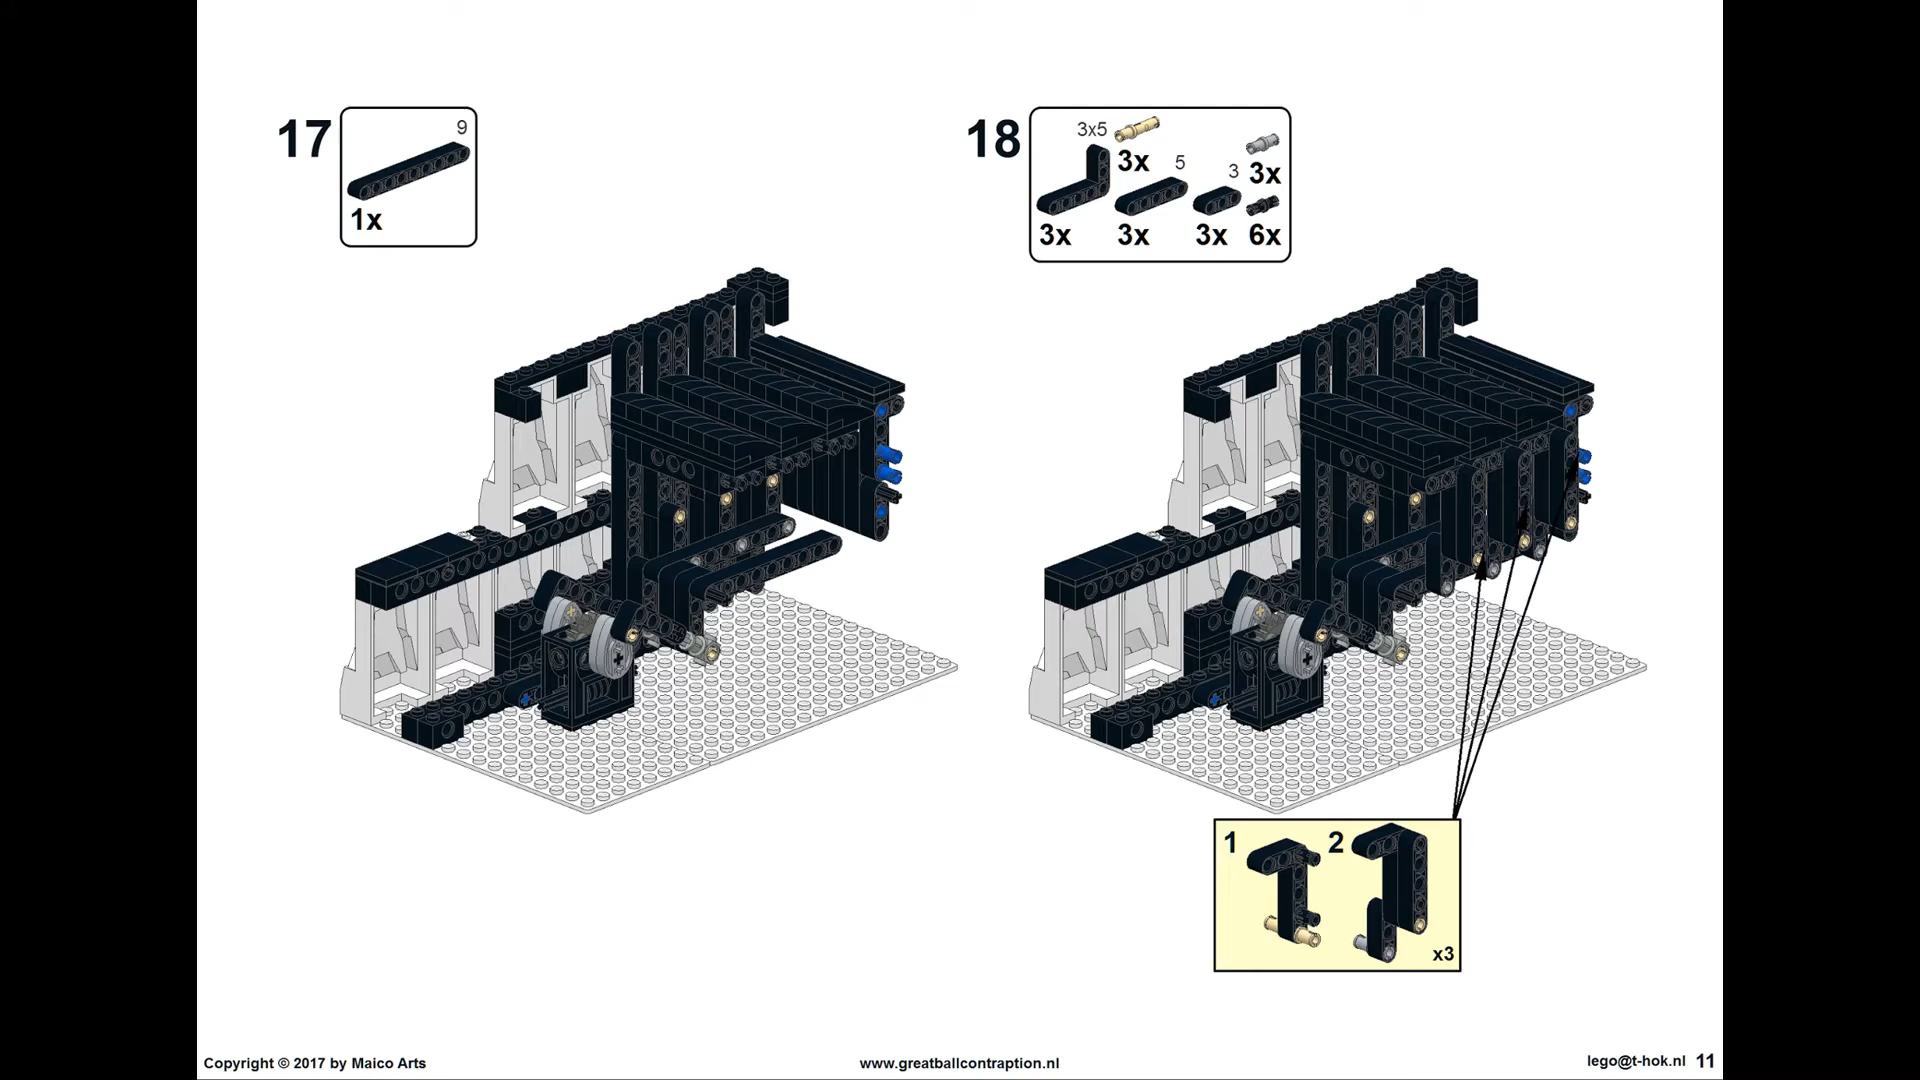 17
9
1x
18
3x5
3x
3x
5
3x
3
3x
3x
6x
1
2
x3
Copyright © 2017 by Maico Arts
www.greatballcontraption.nl
lego@t-hok.nl 11